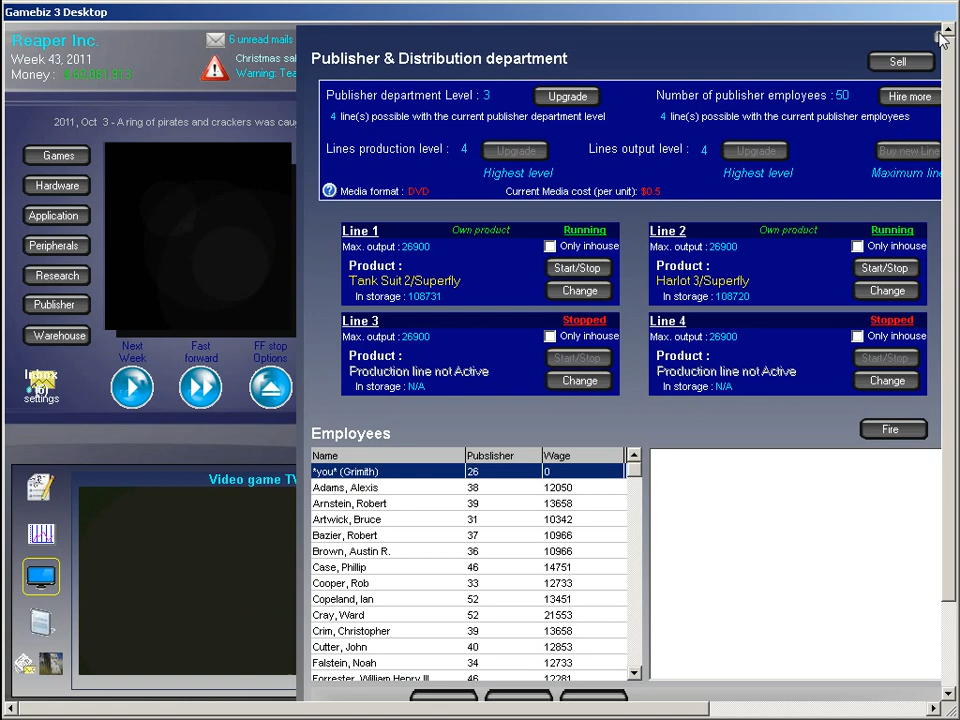 Gamebiz 3 Desktop
Reaper Inc.
6 unread mails
Week 43, 2011
Christmas sal
Money :
Warning: Tea
2011, Oct 3 - A ring of pirates and crackers was cau
Games
Hardware
Application
Peripherals
Research
Publisher
Warehouse
Next Week
Fast forward
FF stop Options
Inbox
settings
Video game TV
Publisher & Distribution department
Sell
Publisher department Level : 3
Upgrade
Number of publisher employees : 50
Hire more
4 line(s) possible with the current publisher department level
4 line(s) possible with the current publisher employees
Lines production level : 4
Upgrade
Lines output level : 4
Upgrade
Buy new Line
Highest level
Highest level
Maximum line
Media format : DVD
Current Media cost (per unit): $0.5
Line 1
Own product
Running
Max. output : 26900
Only inhouse
Product :
Start/Stop
Tank Suit 2/Superfly
Change
In storage : 108731
Line 2
Own product
Running
Max. output : 26900
Only inhouse
Product :
Start/Stop
Harlot 3/Superfly
Change
In storage : 108720
Line 3
Stopped
Max. output : 26900
Only inhouse
Product :
Start/Stop
Production line not Active
Change
In storage : N/A
Line 4
Stopped
Max. output : 26900
Only inhouse
Product :
Start/Stop
Production line not Active
Change
In storage : N/A
Employees
Fire
Name Pubslisher Wage
*you* (Grimith) 26 0
Adams, Alexis 38 12050
Arnstein, Robert 39 13658
Artwick, Bruce 31 10342
Bazier, Robert 37 10966
Brown, Austin R. 36 10966
Case, Phillip 46 14751
Cooper, Rob 33 12733
Copeland, Ian 52 13451
Cray, Ward 52 21553
Crim, Christopher 39 13658
Cutter, John 40 12853
Falstein, Noah 34 12733
Forrester, William Henry III 46 12281